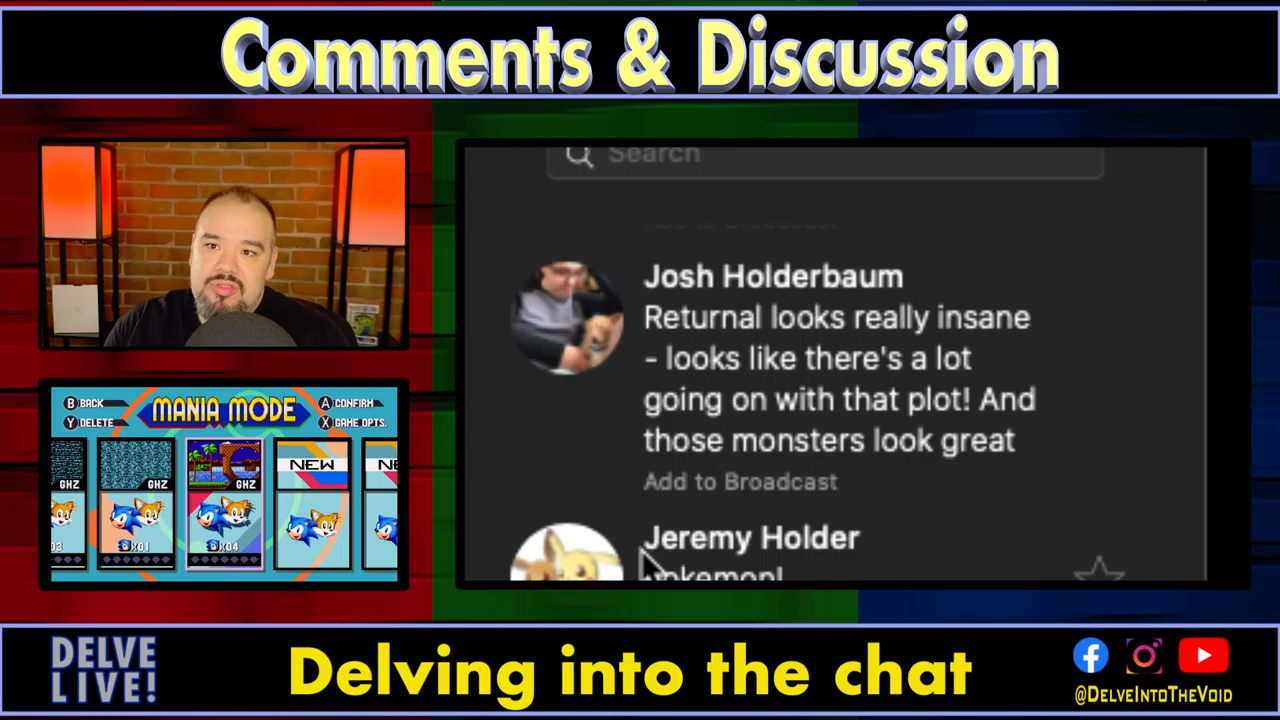 Comments & Discussion
Search
Josh Holderbaum
Returnal looks really insane
- looks like there's a lot
going on with that plot! And
those monsters look great
Add to Broadcast
Jeremy Holder
B BACK
MANIA MODE
A CONFIRM
Y DELETE
X GAME OPTS.
GHZ
GHZ
GHZ
NEW
X01
X04
DELVE
LIVE!
Delving into the chat
@DELVEINTOTHEVOID